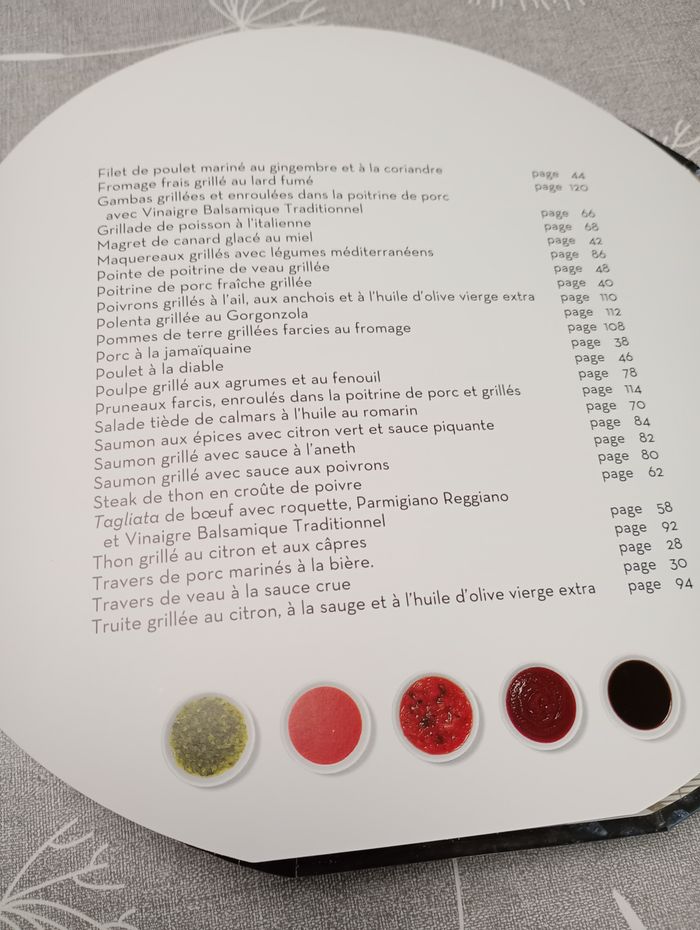 Filet de poulet mariné au gingembre et à la coriandre page 44
Fromage frais grillé au lard fumé page 120
Gambas grillées et enroulées dans la poitrine de porc
avec Vinaigre Balsamique Traditionnel page 66
Grillade de poisson à l'italienne page 68
Magret de canard glacé au miel page 42
Maquereaux grillés avec légumes méditerranéens page 86
Pointe de poitrine de veau grillée page 48
Poitrine de porc fraîche grillée page 40
Poivrons grillés à l'ail, aux anchois et à l'huile d'olive vierge extra page 110
Polenta grillée au Gorgonzola page 112
Pommes de terre grillées farcies au fromage page 108
Porc à la jamaïquaine page 38
Poulet à la diable page 46
Poulpe grillé aux agrumes et au fenouil page 78
Pruneaux farcis, enroulés dans la poitrine de porc et grillés page 114
Salade tiède de calmars à l'huile au romarin page 70
Saumon aux épices avec citron vert et sauce piquante page 84
Saumon grillé avec sauce à l'aneth page 82
Saumon grillé avec sauce aux poivrons page 80
Steak de thon en croûte de poivre page 62
Tagliata de bœuf avec roquette, Parmigiano Reggiano
et Vinaigre Balsamique Traditionnel page 58
Thon grillé au citron et aux câpres page 92
Travers de porc marinés à la bière. page 28
Travers de veau à la sauce crue page 30
Truite grillée au citron, à la sauge et à l'huile d'olive vierge extra page 94